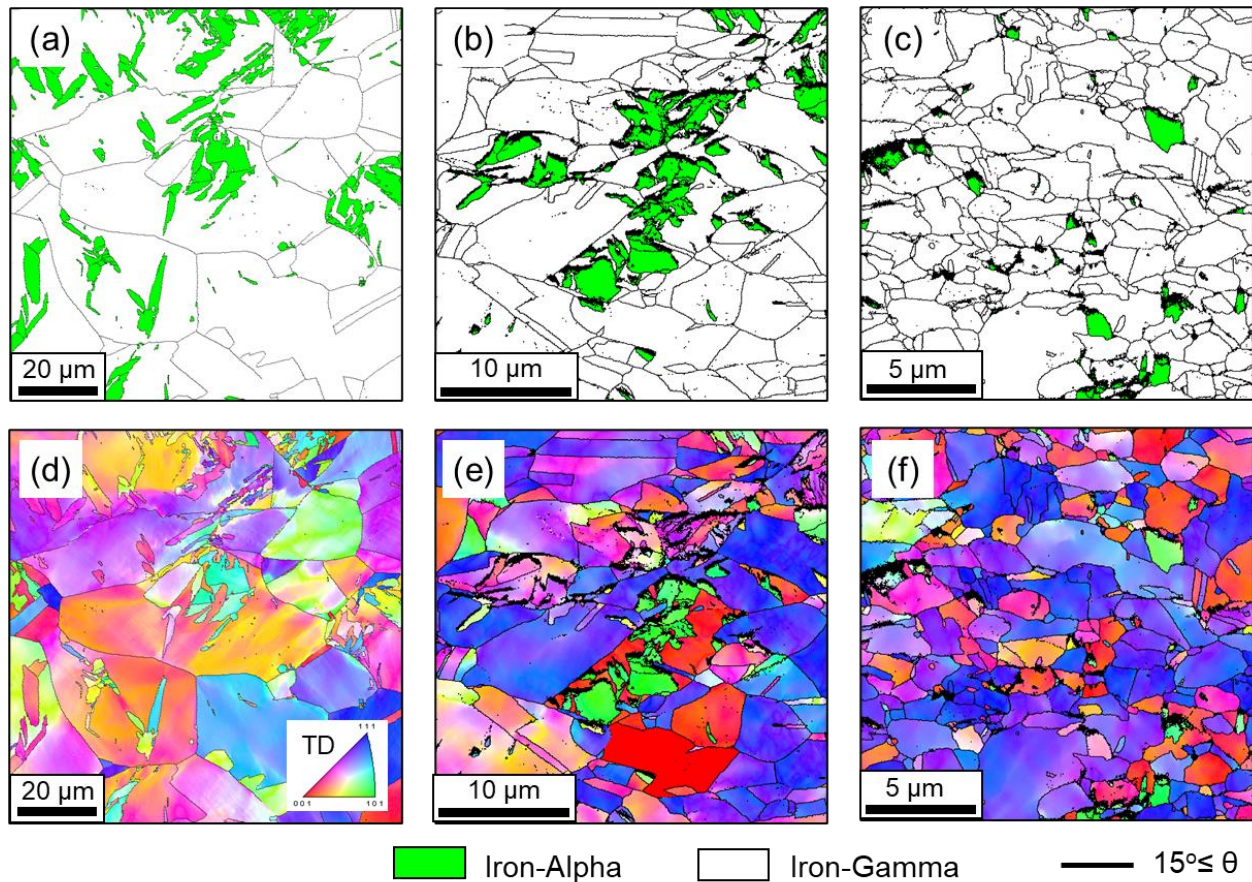 (a)
(b)
(c)
20 μm
10 μm
5 μm
(d)
(e)
(f)
TD
111
001
101
20 μm
10 μm
5 μm
Iron-Alpha
Iron-Gamma
15°≤ θ